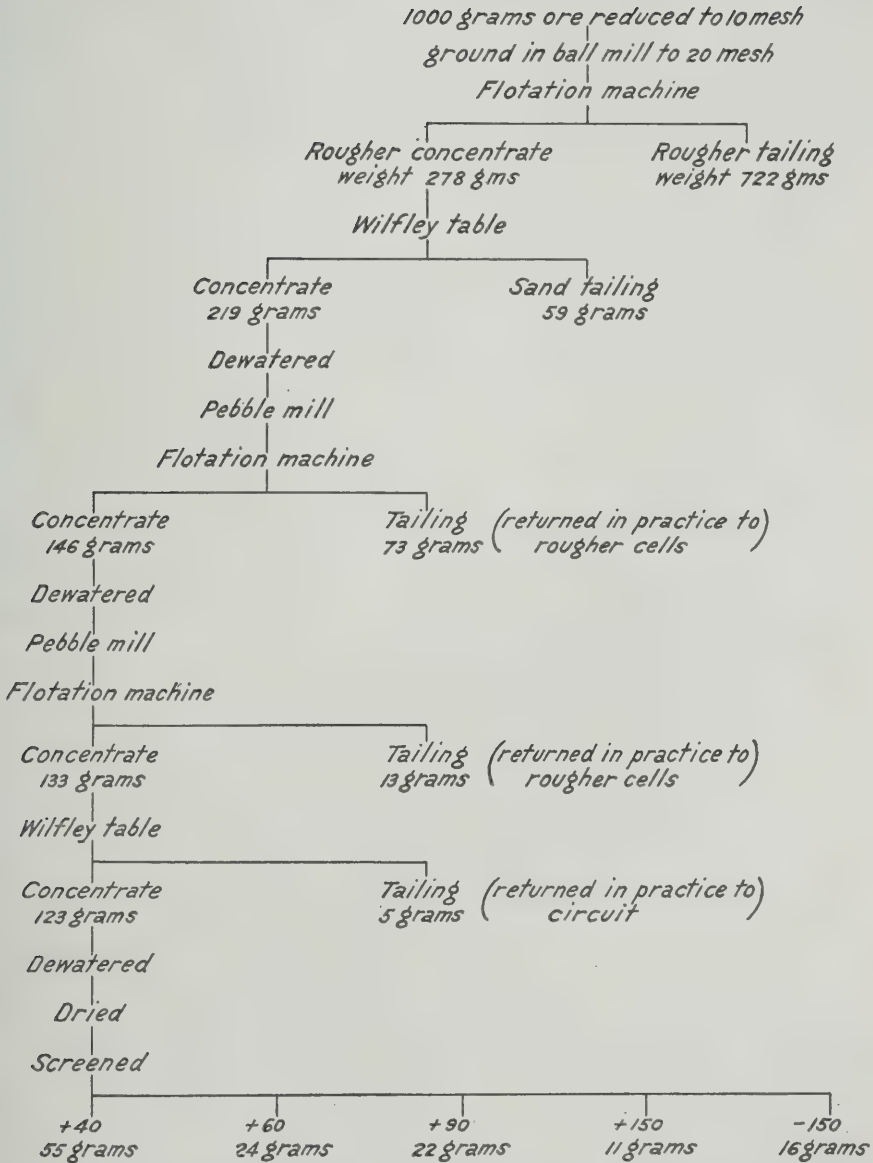 1000 grams ore reduced to 10 mesh
ground in ball mill to 20 mesh
Flotation machine
Rougher concentrate
weight 278 gms
Rougher tailing
weight 722 gms
Wilfley table
Concentrate
219 grams
Sand tailing
59 grams
Dewatered
Pebble mill
Flotation machine
Concentrate
146 grams
Tailing (returned in practice to)
73 grams rougher cells
Dewatered
Pebble mill
Flotation machine
Concentrate
133 grams
Tailing (returned in practice to)
13 grams rougher cells
Wilfley table
Concentrate
123 grams
Tailing (returned in practice to)
5 grams circuit
Dewatered
Dried
Screened
+40
55 grams
+60
24 grams
+90
22 grams
+150
11 grams
-150
16 grams